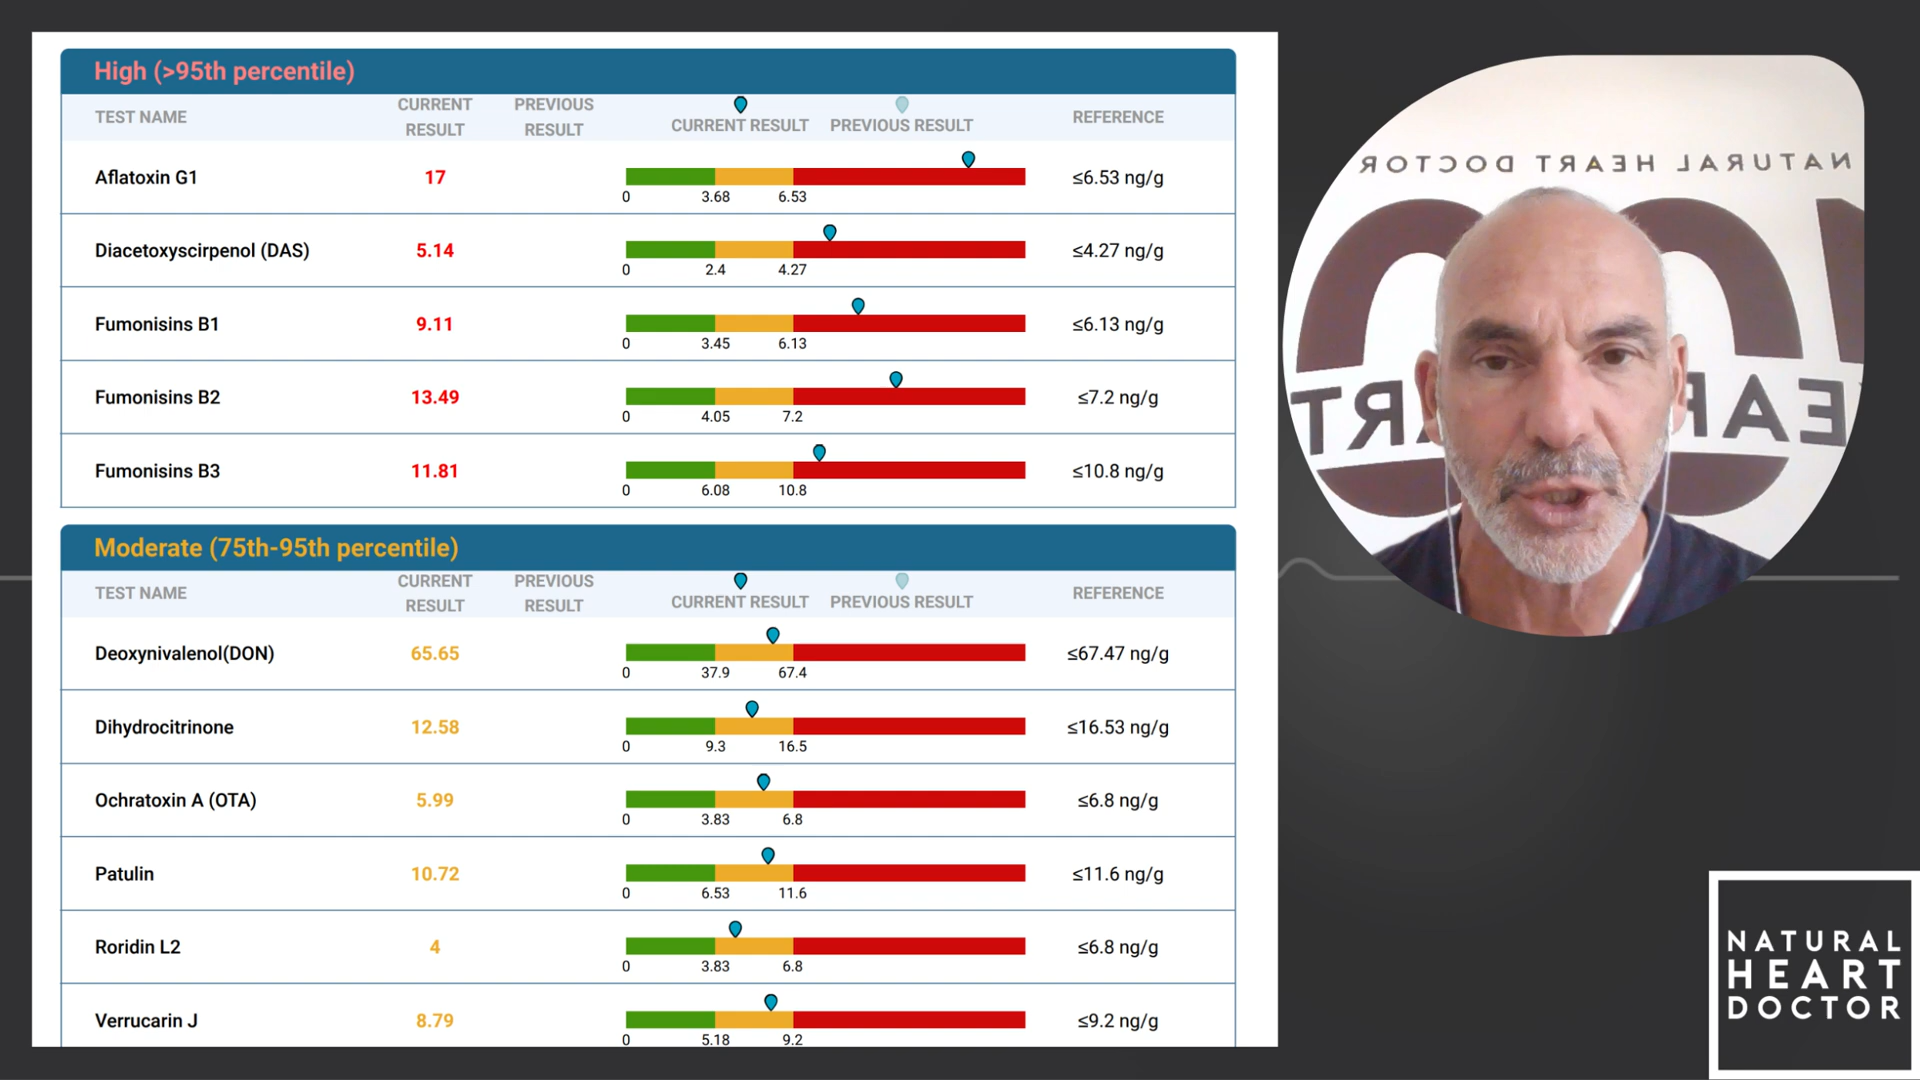 High (>95th percentile)
TEST NAME CURRENT RESULT PREVIOUS RESULT CURRENT RESULT PREVIOUS RESULT REFERENCE
Aflatoxin G1 17 ≤6.53 ng/g
0 3.68 6.53
Diacetoxyscirpenol (DAS) 5.14 ≤4.27 ng/g
0 2.4 4.27
Fumonisins B1 9.11 ≤6.13 ng/g
0 3.45 6.13
Fumonisins B2 13.49 ≤7.2 ng/g
0 4.05 7.2
Fumonisins B3 11.81 ≤10.8 ng/g
0 6.08 10.8
Moderate (75th-95th percentile)
TEST NAME CURRENT RESULT PREVIOUS RESULT CURRENT RESULT PREVIOUS RESULT REFERENCE
Deoxynivalenol(DON) 65.65 ≤67.47 ng/g
0 37.9 67.4
Dihydrocitrinone 12.58 ≤16.53 ng/g
0 9.3 16.5
Ochratoxin A (OTA) 5.99 ≤6.8 ng/g
0 3.83 6.8
Patulin 10.72 ≤11.6 ng/g
0 6.53 11.6
Roridin L2 4 ≤6.8 ng/g
0 3.83 6.8
Verrucarin J 8.79 ≤9.2 ng/g
0 5.18 9.2
NATURAL HEART DOCTOR
NATURAL
HEART
DOCTOR